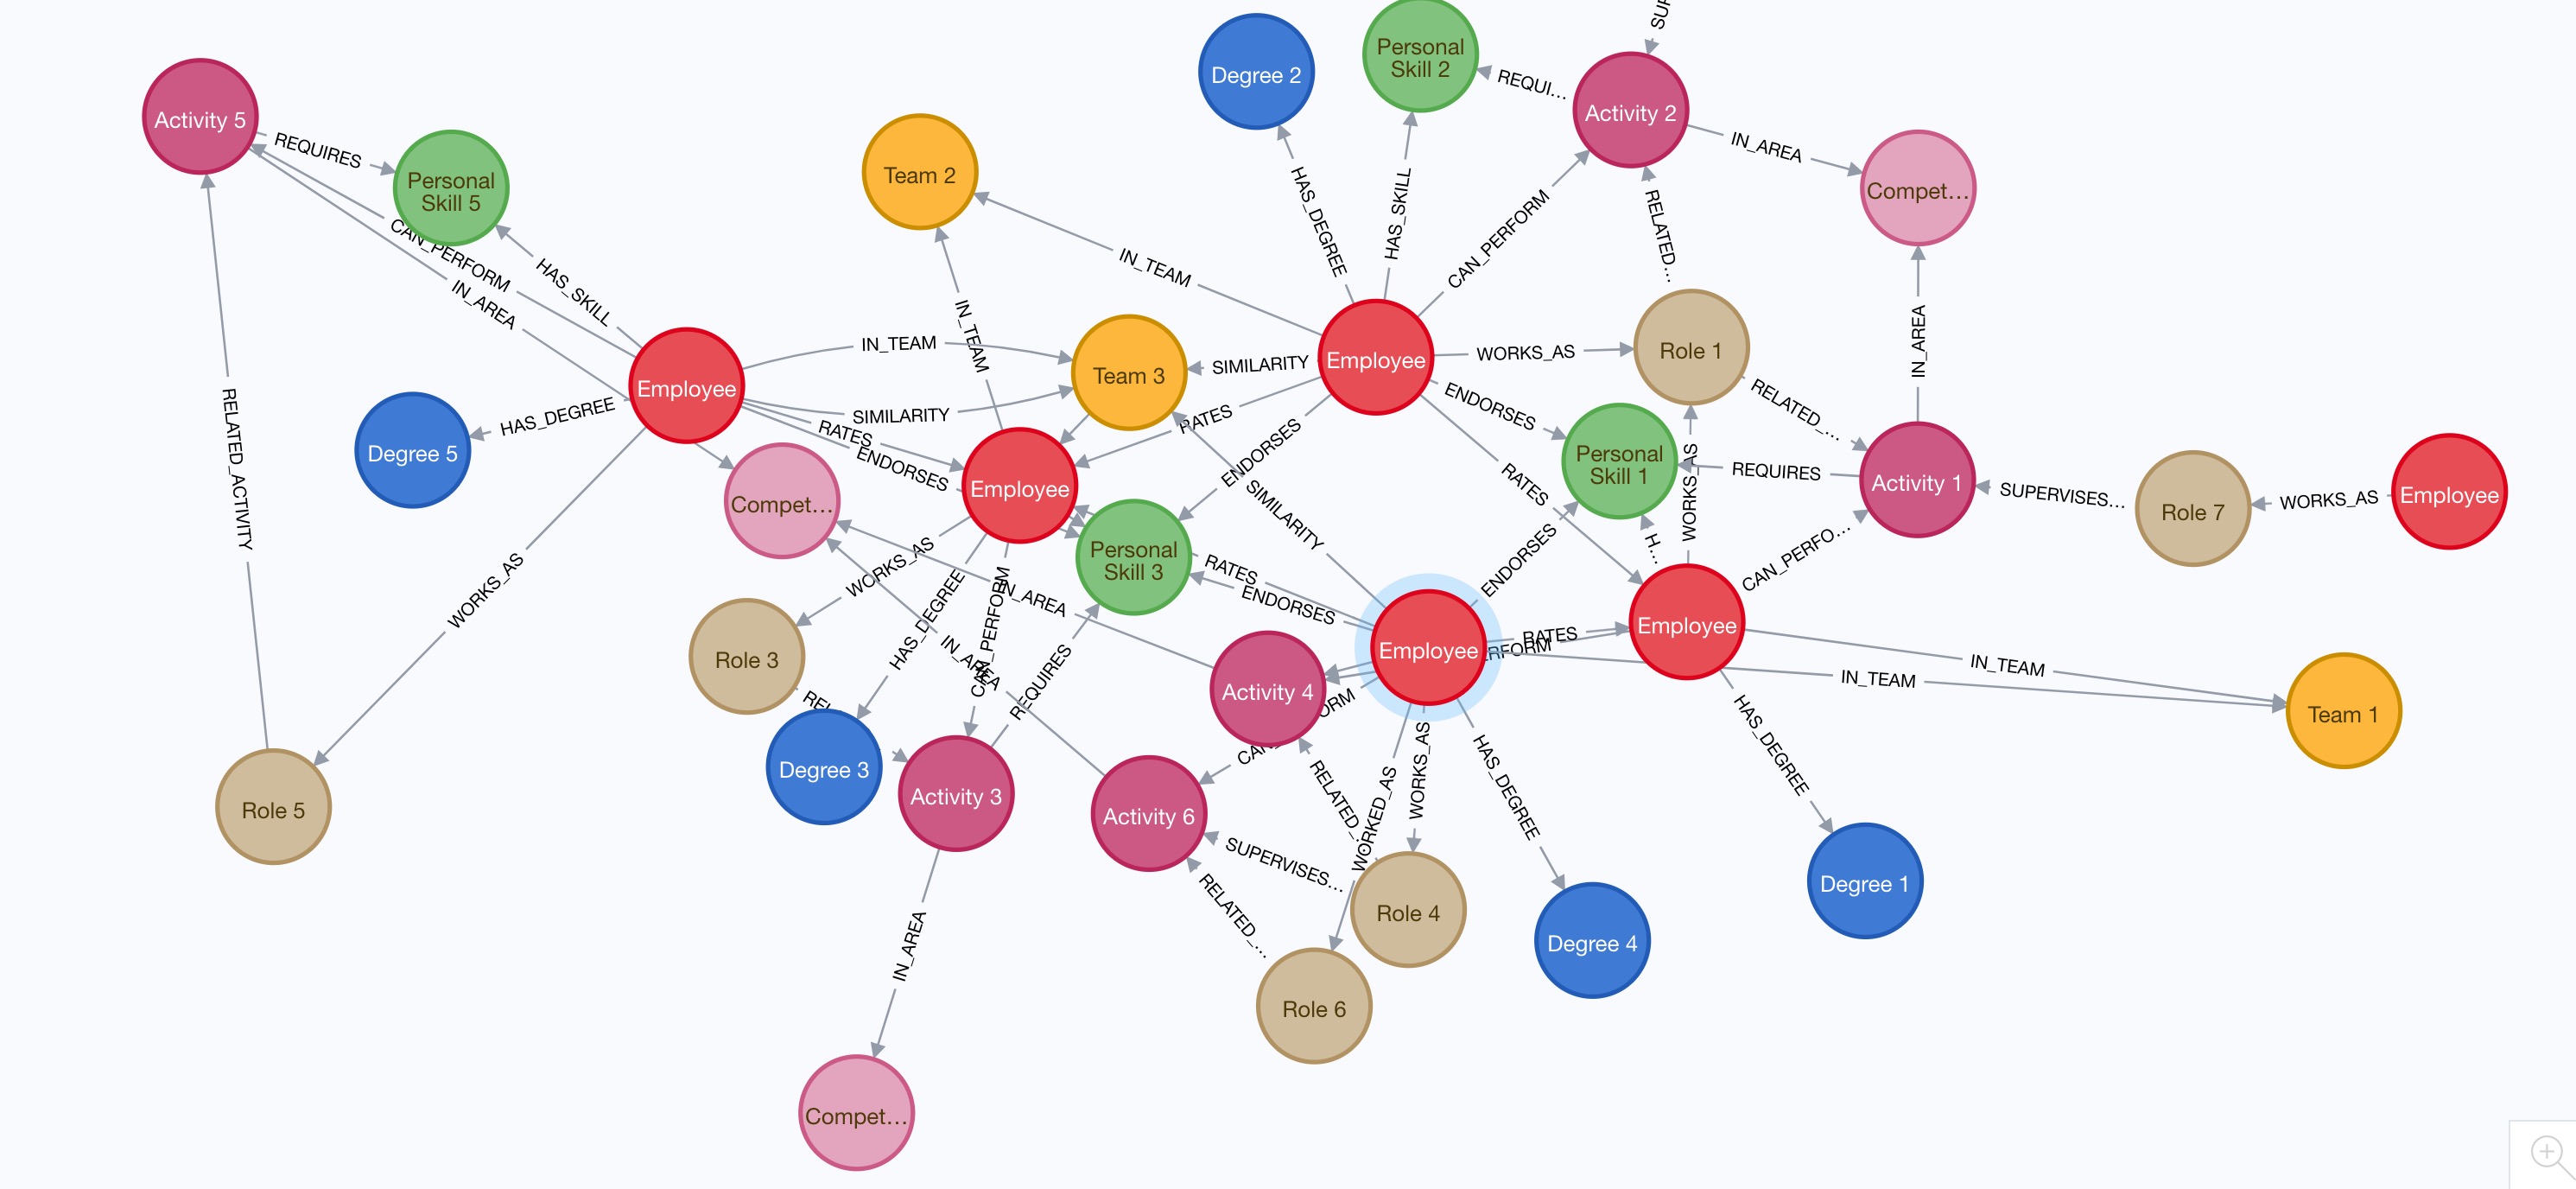 SUP
Degree 2
Personal
Skill 2
REQUI...
Activity 2
Activity 5
REQUIRES
Personal
Skill 5
Team 2
IN_AREA
Compet...
HAS_DEGREE
HAS_SKILL
CAN_PERFORM
RELATED...
CAN_PERFORM
IN_AREA
HAS_SKILL
IN_TEAM
IN_TEAM
IN_TEAM
Employee
Team 3
SIMILARITY
Employee
WORKS_AS
Role 1
IN_AREA
SIMILARITY
RATES
ENDORSES
RATES
ENDORSES
ENDORSES
RELATED_...
HAS_DEGREE
Degree 5
RELATED_ACTIVITY
Compet...
Employee
SIMILARITY
RATES
Personal
Skill 1
WORKS_AS
REQUIRES
Activity 1
SUPERVISES...
Role 7
WORKS_AS
Employee
WORKS_AS
WORKS_AS
HAS_DEGREE
CAN_PERFORM
IN_AREA
Personal
Skill 3
RATES
ENDORSES
ENDORSES
H...
CAN_PERFO...
Role 3
REL
IN_AREA
REQUIRES
Activity 4
Employee
RATES
ERFORM
Employee
IN_TEAM
IN_TEAM
Team 1
Degree 3
Activity 3
Activity 6
CAN_
ORM
RELATED_...
WORKED_AS
WORKS_AS
HAS_DEGREE
HAS_DEGREE
Role 5
SUPERVISES...
RELATED_...
Role 4
Degree 4
Degree 1
IN_AREA
Role 6
Compet...